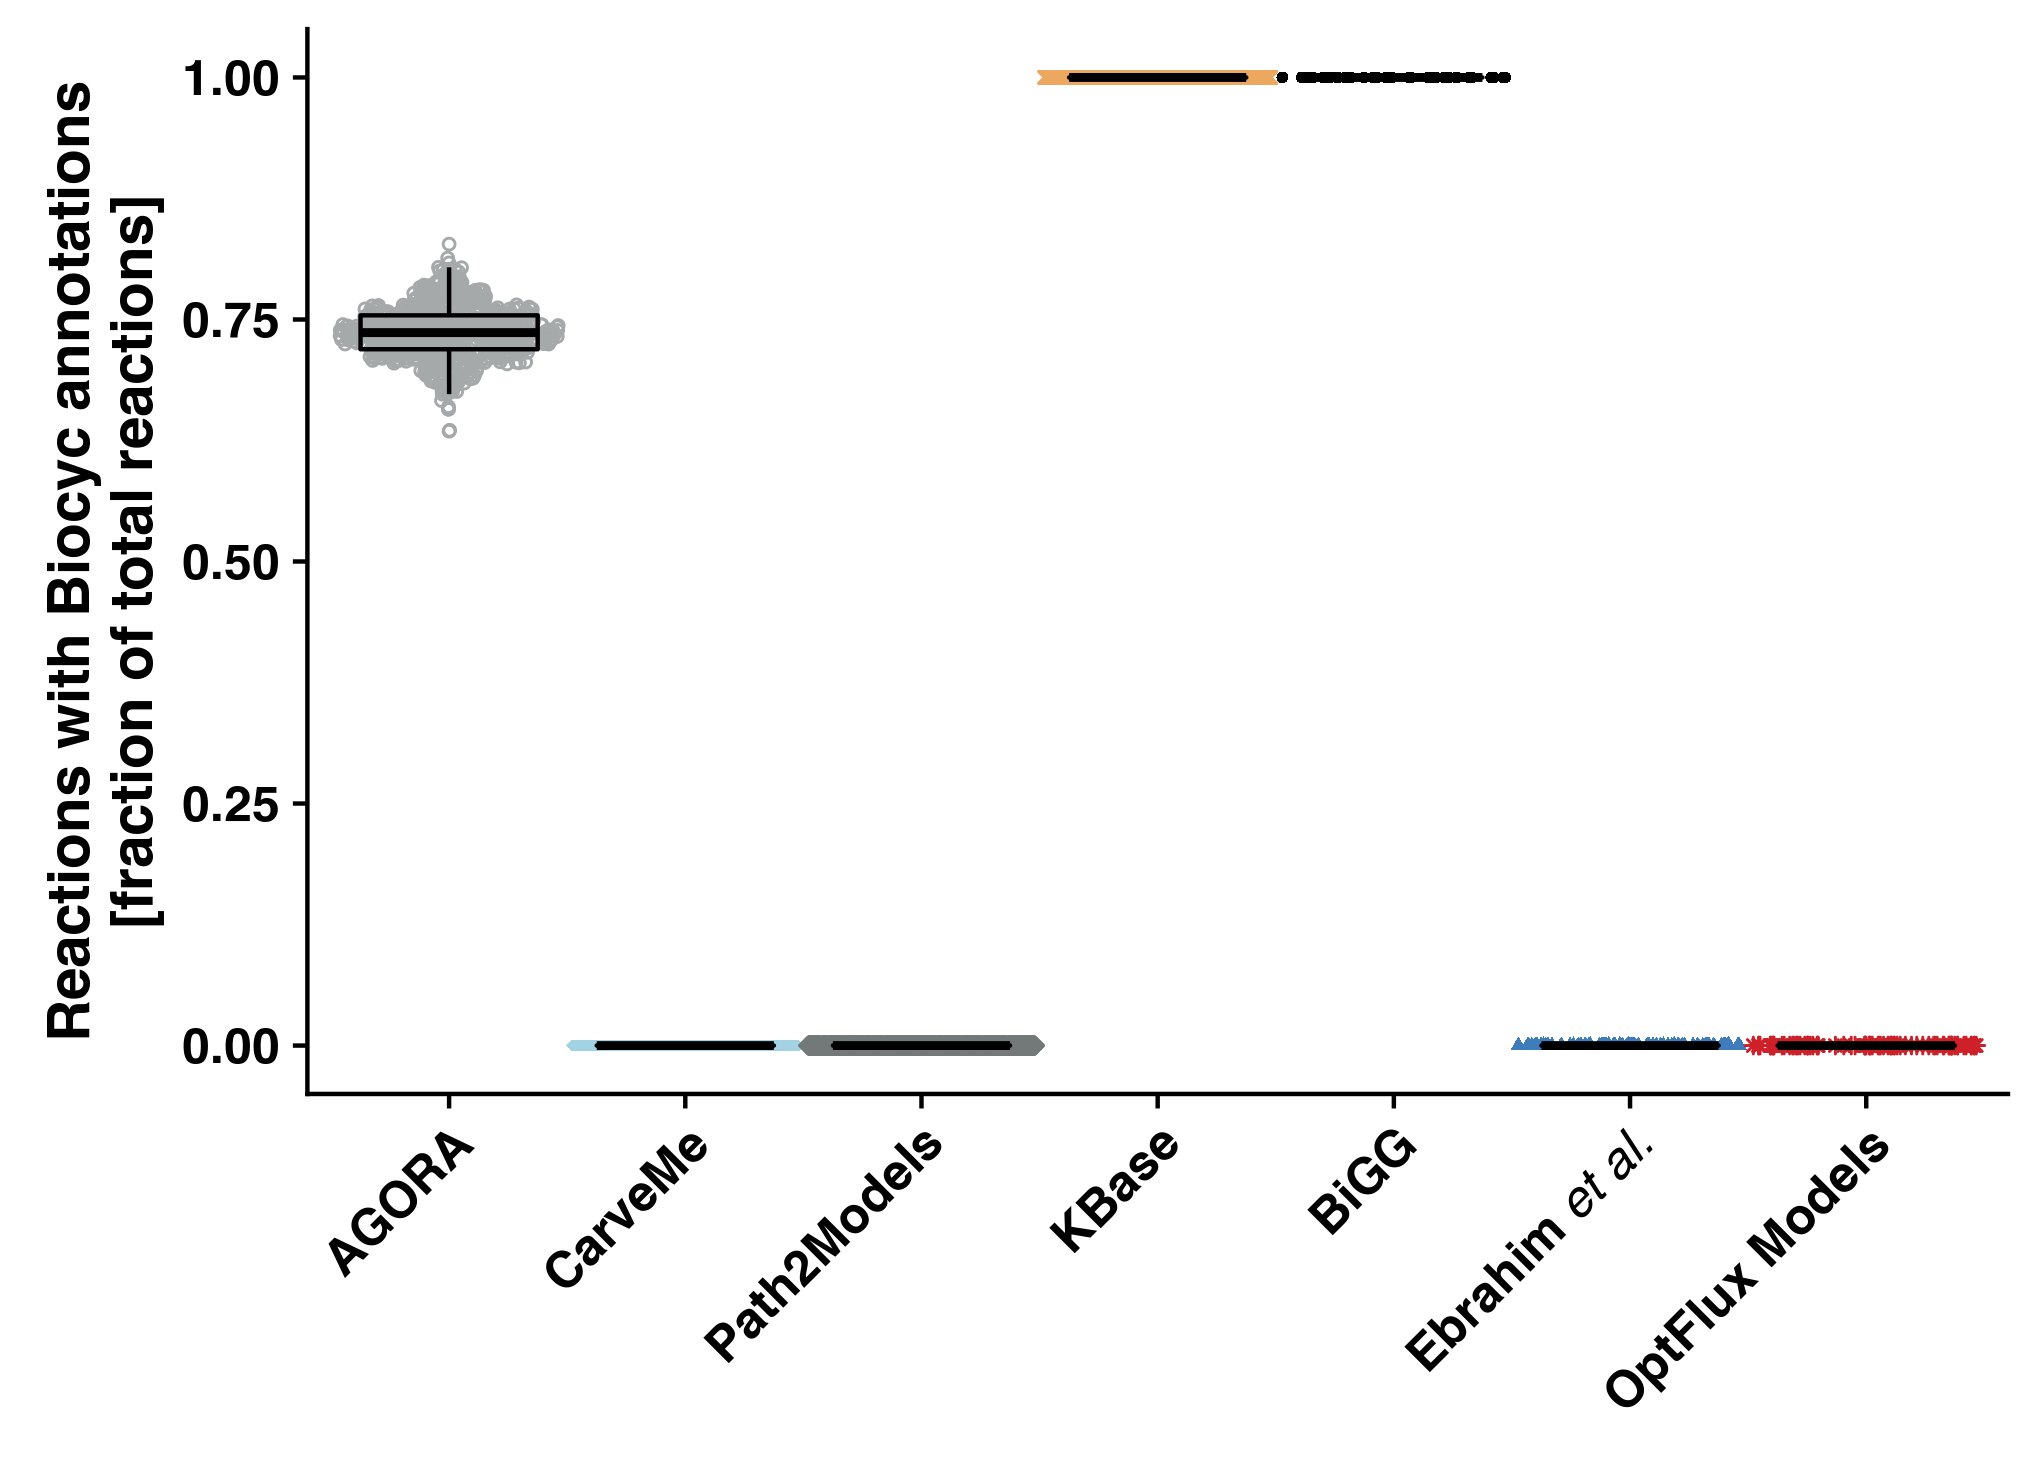 Reactions with Biocyc annotations
[fraction of total reactions]
1.00
0.75
0.50
0.25
0.00
AGORA
CarveMe
Path2Models
KBase
BiGG
Ebrahim et al.
OptFlux Models